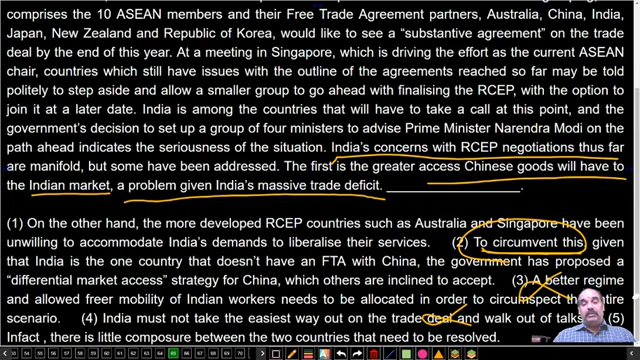 comprises the 10 ASEAN members and their Free Trade Agreement partners, Australia, China, India,
Japan, New Zealand and Republic of Korea, would like to see a "substantive agreement" on the trade
deal by the end of this year. At a meeting in Singapore, which is driving the effort as the current ASEAN
chair, countries which still have issues with the outline of the agreements reached so far may be told
politely to step aside and allow a smaller group to go ahead with finalising the RCEP, with the option to
join it at a later date. India is among the countries that will have to take a call at this point, and the
government's decision to set up a group of four ministers to advise Prime Minister Narendra Modi on
the path ahead indicates the seriousness of the situation. India's concerns with RCEP negotiations thus far
are manifold, but some have been addressed. The first is the greater access Chinese goods will have to
the Indian market, a problem given India's massive trade deficit. ____________________.
(1) On the other hand, the more developed RCEP countries such as Australia and Singapore have been
unwilling to accommodate India's demands to liberalise their services. (2) To circumvent this given
that India is the one country that doesn't have an FTA with China, the government has proposed a
"differential market access" strategy for China, which others are inclined to accept. (3) A better regime
and allowed freer mobility of Indian workers needs to be allocated in order to circumspect the entire
scenario. (4) India must not take the easiest way out on the trade deal and walk out of talks (5)
Infact, there is little composure between the two countries that need to be resolved.